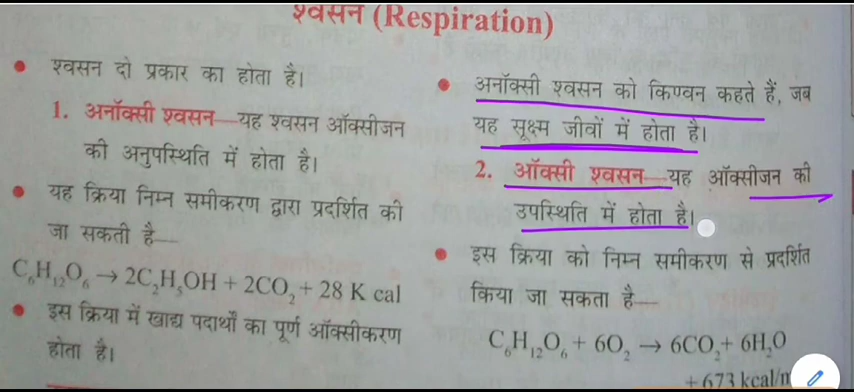 श्वसन (Respiration)
• श्वसन दो प्रकार का होता है।
1. अनॉक्सी श्वसन—यह श्वसन ऑक्सीजन
की अनुपस्थिति में होता है।
• यह क्रिया निम्न समीकरण द्वारा प्रदर्शित की
जा सकती है—
C₆H₁₂O₆ → 2C₂H₅OH + 2CO₂ + 28 K cal
• इस क्रिया में खाद्य पदार्थों का पूर्ण ऑक्सीकरण
होता है।
• अनॉक्सी श्वसन को किण्वन कहते हैं, जब
यह सूक्ष्म जीवों में होता है।
2. ऑक्सी श्वसन—यह ऑक्सीजन की
उपस्थिति में होता है।
• इस क्रिया को निम्न समीकरण से प्रदर्शित
किया जा सकता है—
C₆H₁₂O₆ + 6O₂ → 6CO₂ + 6H₂O
+ 673 kcal/m